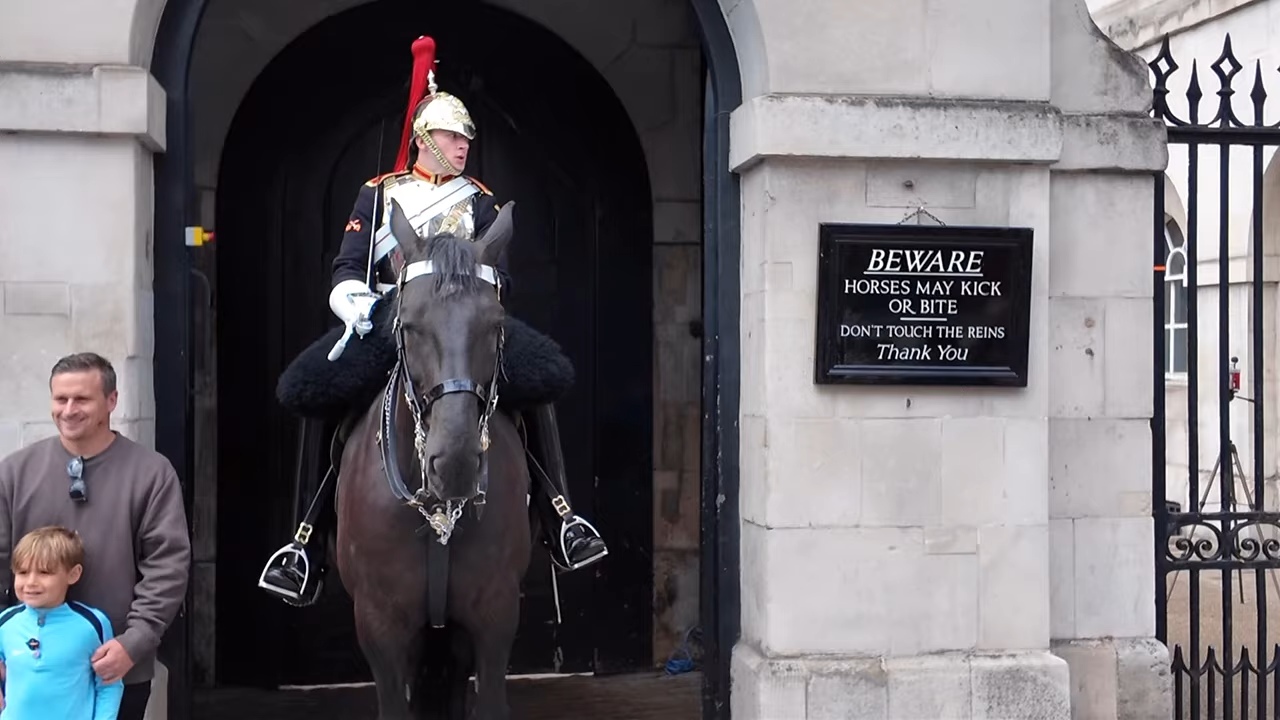 BEWARE
HORSES MAY KICK
OR BITE
DON'T TOUCH THE REINS
Thank You